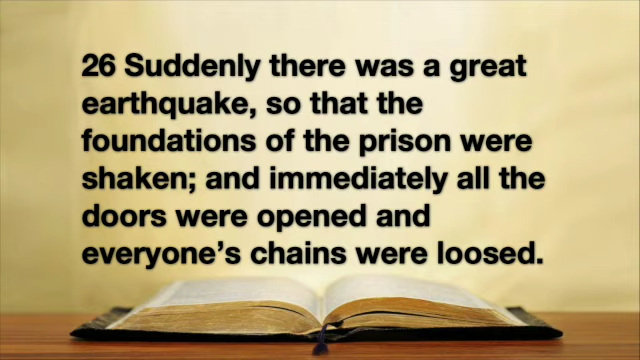 26 Suddenly there was a great
earthquake, so that the
foundations of the prison were
shaken; and immediately all the
doors were opened and
everyone’s chains were loosed.